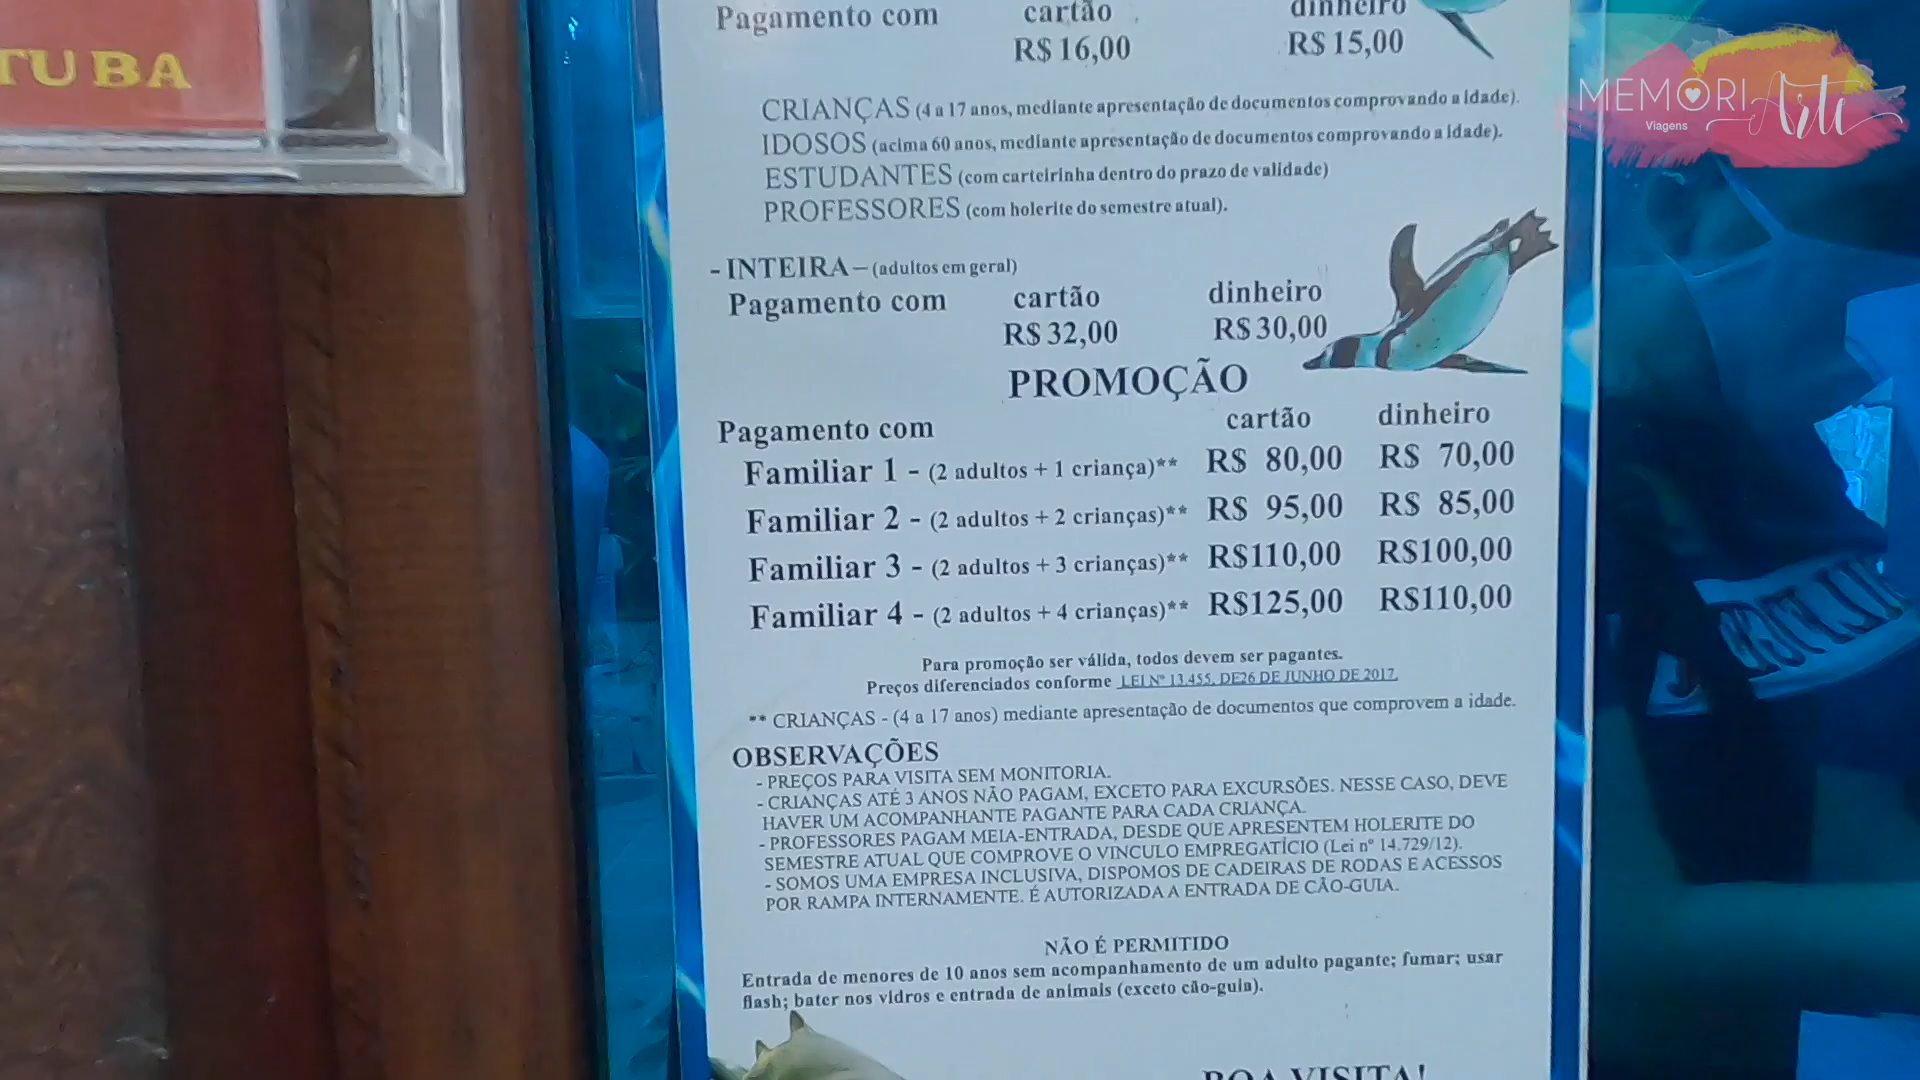 TUBA
MEMORIArte
Viagens
Pagamento com cartão dinheiro
R$ 16,00 R$ 15,00
CRIANÇAS (4 a 17 anos, mediante apresentação de documentos comprovando a idade).
IDOSOS (acima 60 anos, mediante apresentação de documentos comprovando a idade).
ESTUDANTES (com carteirinha dentro do prazo de validade)
PROFESSORES (com holerite do semestre atual).
- INTEIRA – (adultos em geral)
Pagamento com cartão dinheiro
R$ 32,00 R$ 30,00
PROMOÇÃO
Pagamento com cartão dinheiro
Familiar 1 - (2 adultos + 1 criança)** R$ 80,00 R$ 70,00
Familiar 2 - (2 adultos + 2 crianças)** R$ 95,00 R$ 85,00
Familiar 3 - (2 adultos + 3 crianças)** R$110,00 R$100,00
Familiar 4 - (2 adultos + 4 crianças)** R$125,00 R$110,00
Para promoção ser válida, todos devem ser pagantes.
Preços diferenciados conforme LEI Nº 13.455, DE26 DE JUNHO DE 2017.
** CRIANÇAS - (4 a 17 anos) mediante apresentação de documentos que comprovem a idade.
OBSERVAÇÕES
- PREÇOS PARA VISITA SEM MONITORIA.
- CRIANÇAS ATÉ 3 ANOS NÃO PAGAM, EXCETO PARA EXCURSÕES. NESSE CASO, DEVE
HAVER UM ACOMPANHANTE PAGANTE PARA CADA CRIANÇA.
- PROFESSORES PAGAM MEIA-ENTRADA, DESDE QUE APRESENTEM HOLERITE DO
SEMESTRE ATUAL QUE COMPROVE O VINCULO EMPREGATÍCIO (Lei nº 14.729/12).
- SOMOS UMA EMPRESA INCLUSIVA, DISPOMOS DE CADEIRAS DE RODAS E ACESSOS
POR RAMPA INTERNAMENTE. É AUTORIZADA A ENTRADA DE CÃO-GUIA.
NÃO É PERMITIDO
Entrada de menores de 10 anos sem acompanhamento de um adulto pagante; fumar; usar
flash; bater nos vidros e entrada de animais (exceto cão-guia).
BOA VISITA!